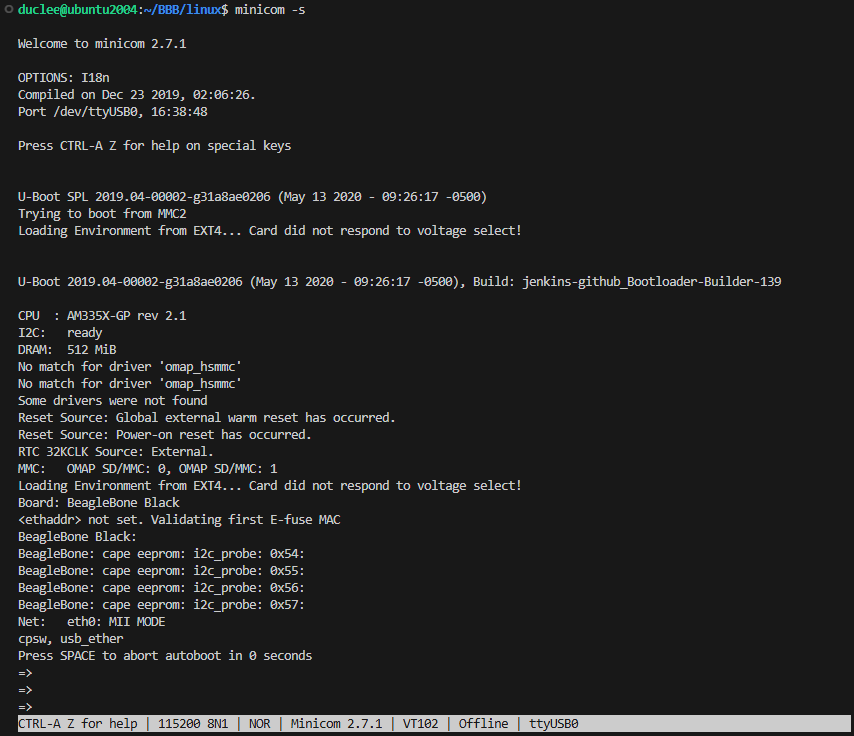 duclee@ubuntu2004:~/BBB/linux$ minicom -s
Welcome to minicom 2.7.1
OPTIONS: I18n
Compiled on Dec 23 2019, 02:06:26.
Port /dev/ttyUSB0, 16:38:48
Press CTRL-A Z for help on special keys
U-Boot SPL 2019.04-00002-g31a8ae0206 (May 13 2020 - 09:26:17 -0500)
Trying to boot from MMC2
Loading Environment from EXT4... Card did not respond to voltage select!
U-Boot 2019.04-00002-g31a8ae0206 (May 13 2020 - 09:26:17 -0500), Build: jenkins-github_Bootloader-Builder-139
CPU  : AM335X-GP rev 2.1
I2C:   ready
DRAM:  512 MiB
No match for driver 'omap_hsmmc'
No match for driver 'omap_hsmmc'
Some drivers were not found
Reset Source: Global external warm reset has occurred.
Reset Source: Power-on reset has occurred.
RTC 32KCLK Source: External.
MMC:   OMAP SD/MMC: 0, OMAP SD/MMC: 1
Loading Environment from EXT4... Card did not respond to voltage select!
Board: BeagleBone Black
<ethaddr> not set. Validating first E-fuse MAC
BeagleBone Black:
BeagleBone: cape eeprom: i2c_probe: 0x54:
BeagleBone: cape eeprom: i2c_probe: 0x55:
BeagleBone: cape eeprom: i2c_probe: 0x56:
BeagleBone: cape eeprom: i2c_probe: 0x57:
Net:   eth0: MII MODE
cpsw, usb_ether
Press SPACE to abort autoboot in 0 seconds
=>
=>
=>
CTRL-A Z for help | 115200 8N1 | NOR | Minicom 2.7.1 | VT102 | Offline | ttyUSB0